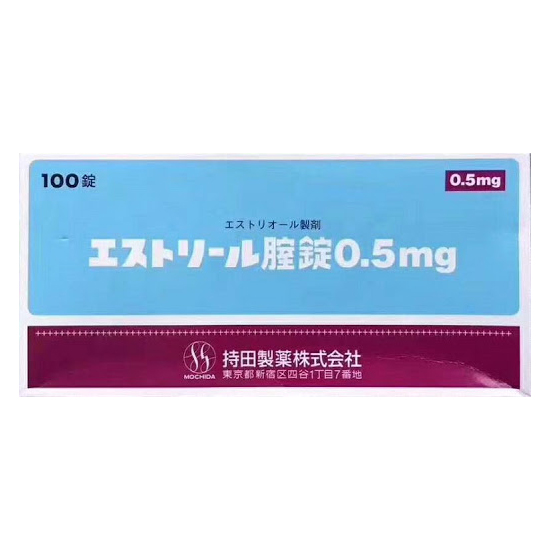 100錠
0.5mg
エストリオール製剤
エストリール腟錠0.5mg
MOCHIDA
持田製薬株式会社
東京都新宿区四谷1丁目7番地